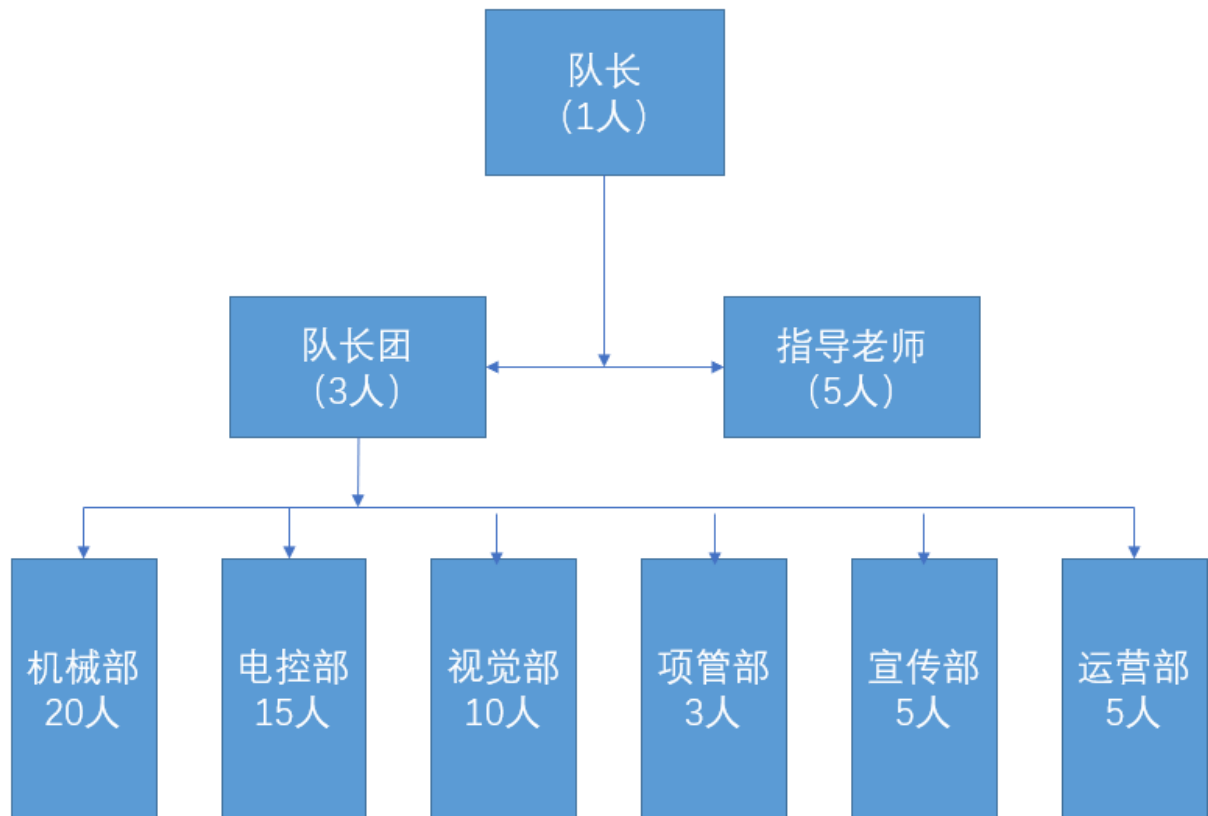 队长
（1人）
队长团
（3人）
指导老师
（5人）
机械部
20人
电控部
15人
视觉部
10人
项管部
3人
宣传部
5人
运营部
5人